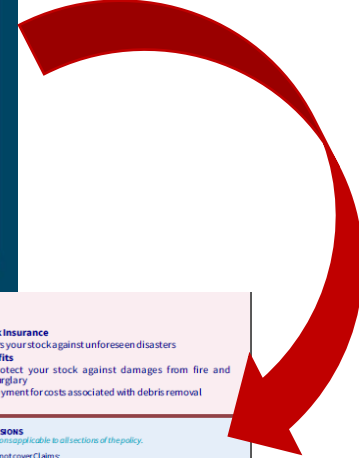 Insurance
your stock against unforeseen disasters
fits
otect your stock against damages from fire and
rglary
yment for costs associated with debris removal
SIONS
ons applicable to all sections of the policy.
not cover Claims: